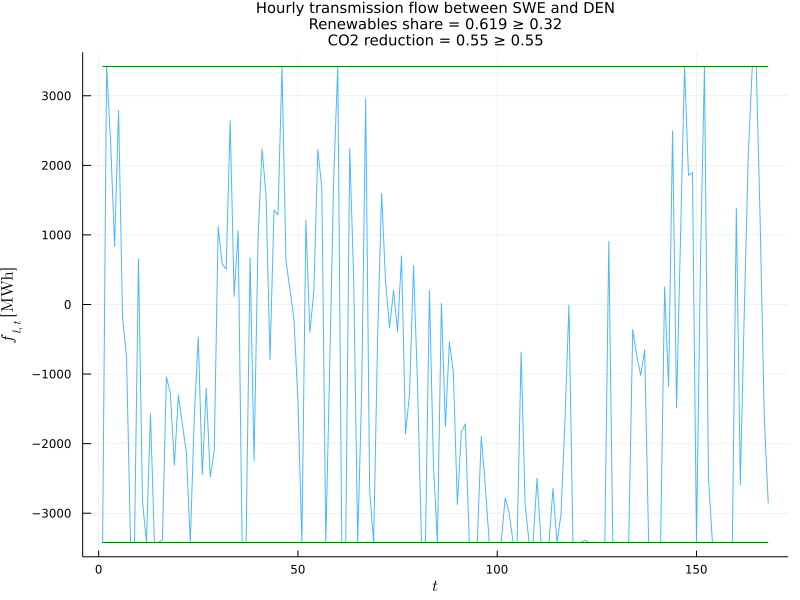 Hourly transmission flow between SWE and DEN
Renewables share = 0.619 ≥ 0.32
CO2 reduction = 0.55 ≥ 0.55
f_{l,t} [MWh]
3000
2000
1000
0
−1000
−2000
−3000
0 50 100 150
t